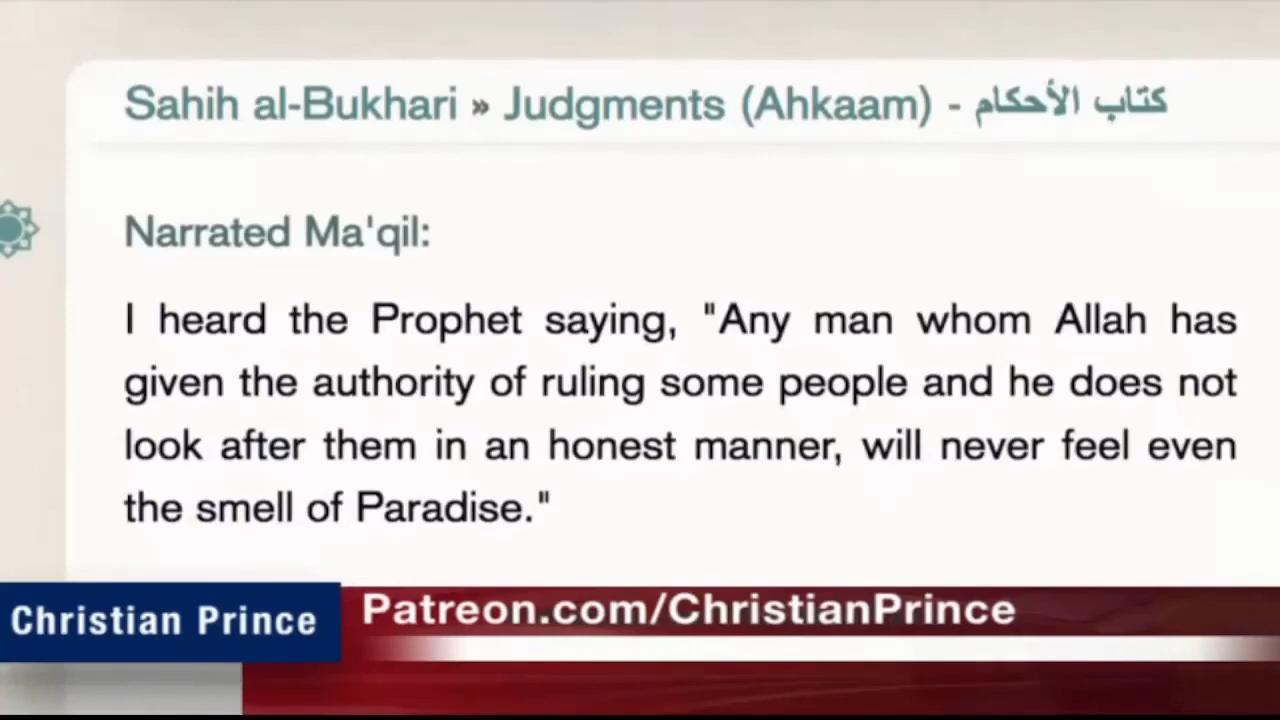 Sahih al-Bukhari » Judgments (Ahkaam) - كتاب الأحكام
Narrated Ma'qil:
I heard the Prophet saying, "Any man whom Allah has
given the authority of ruling some people and he does not
look after them in an honest manner, will never feel even
the smell of Paradise."
Christian Prince
Patreon.com/ChristianPrince